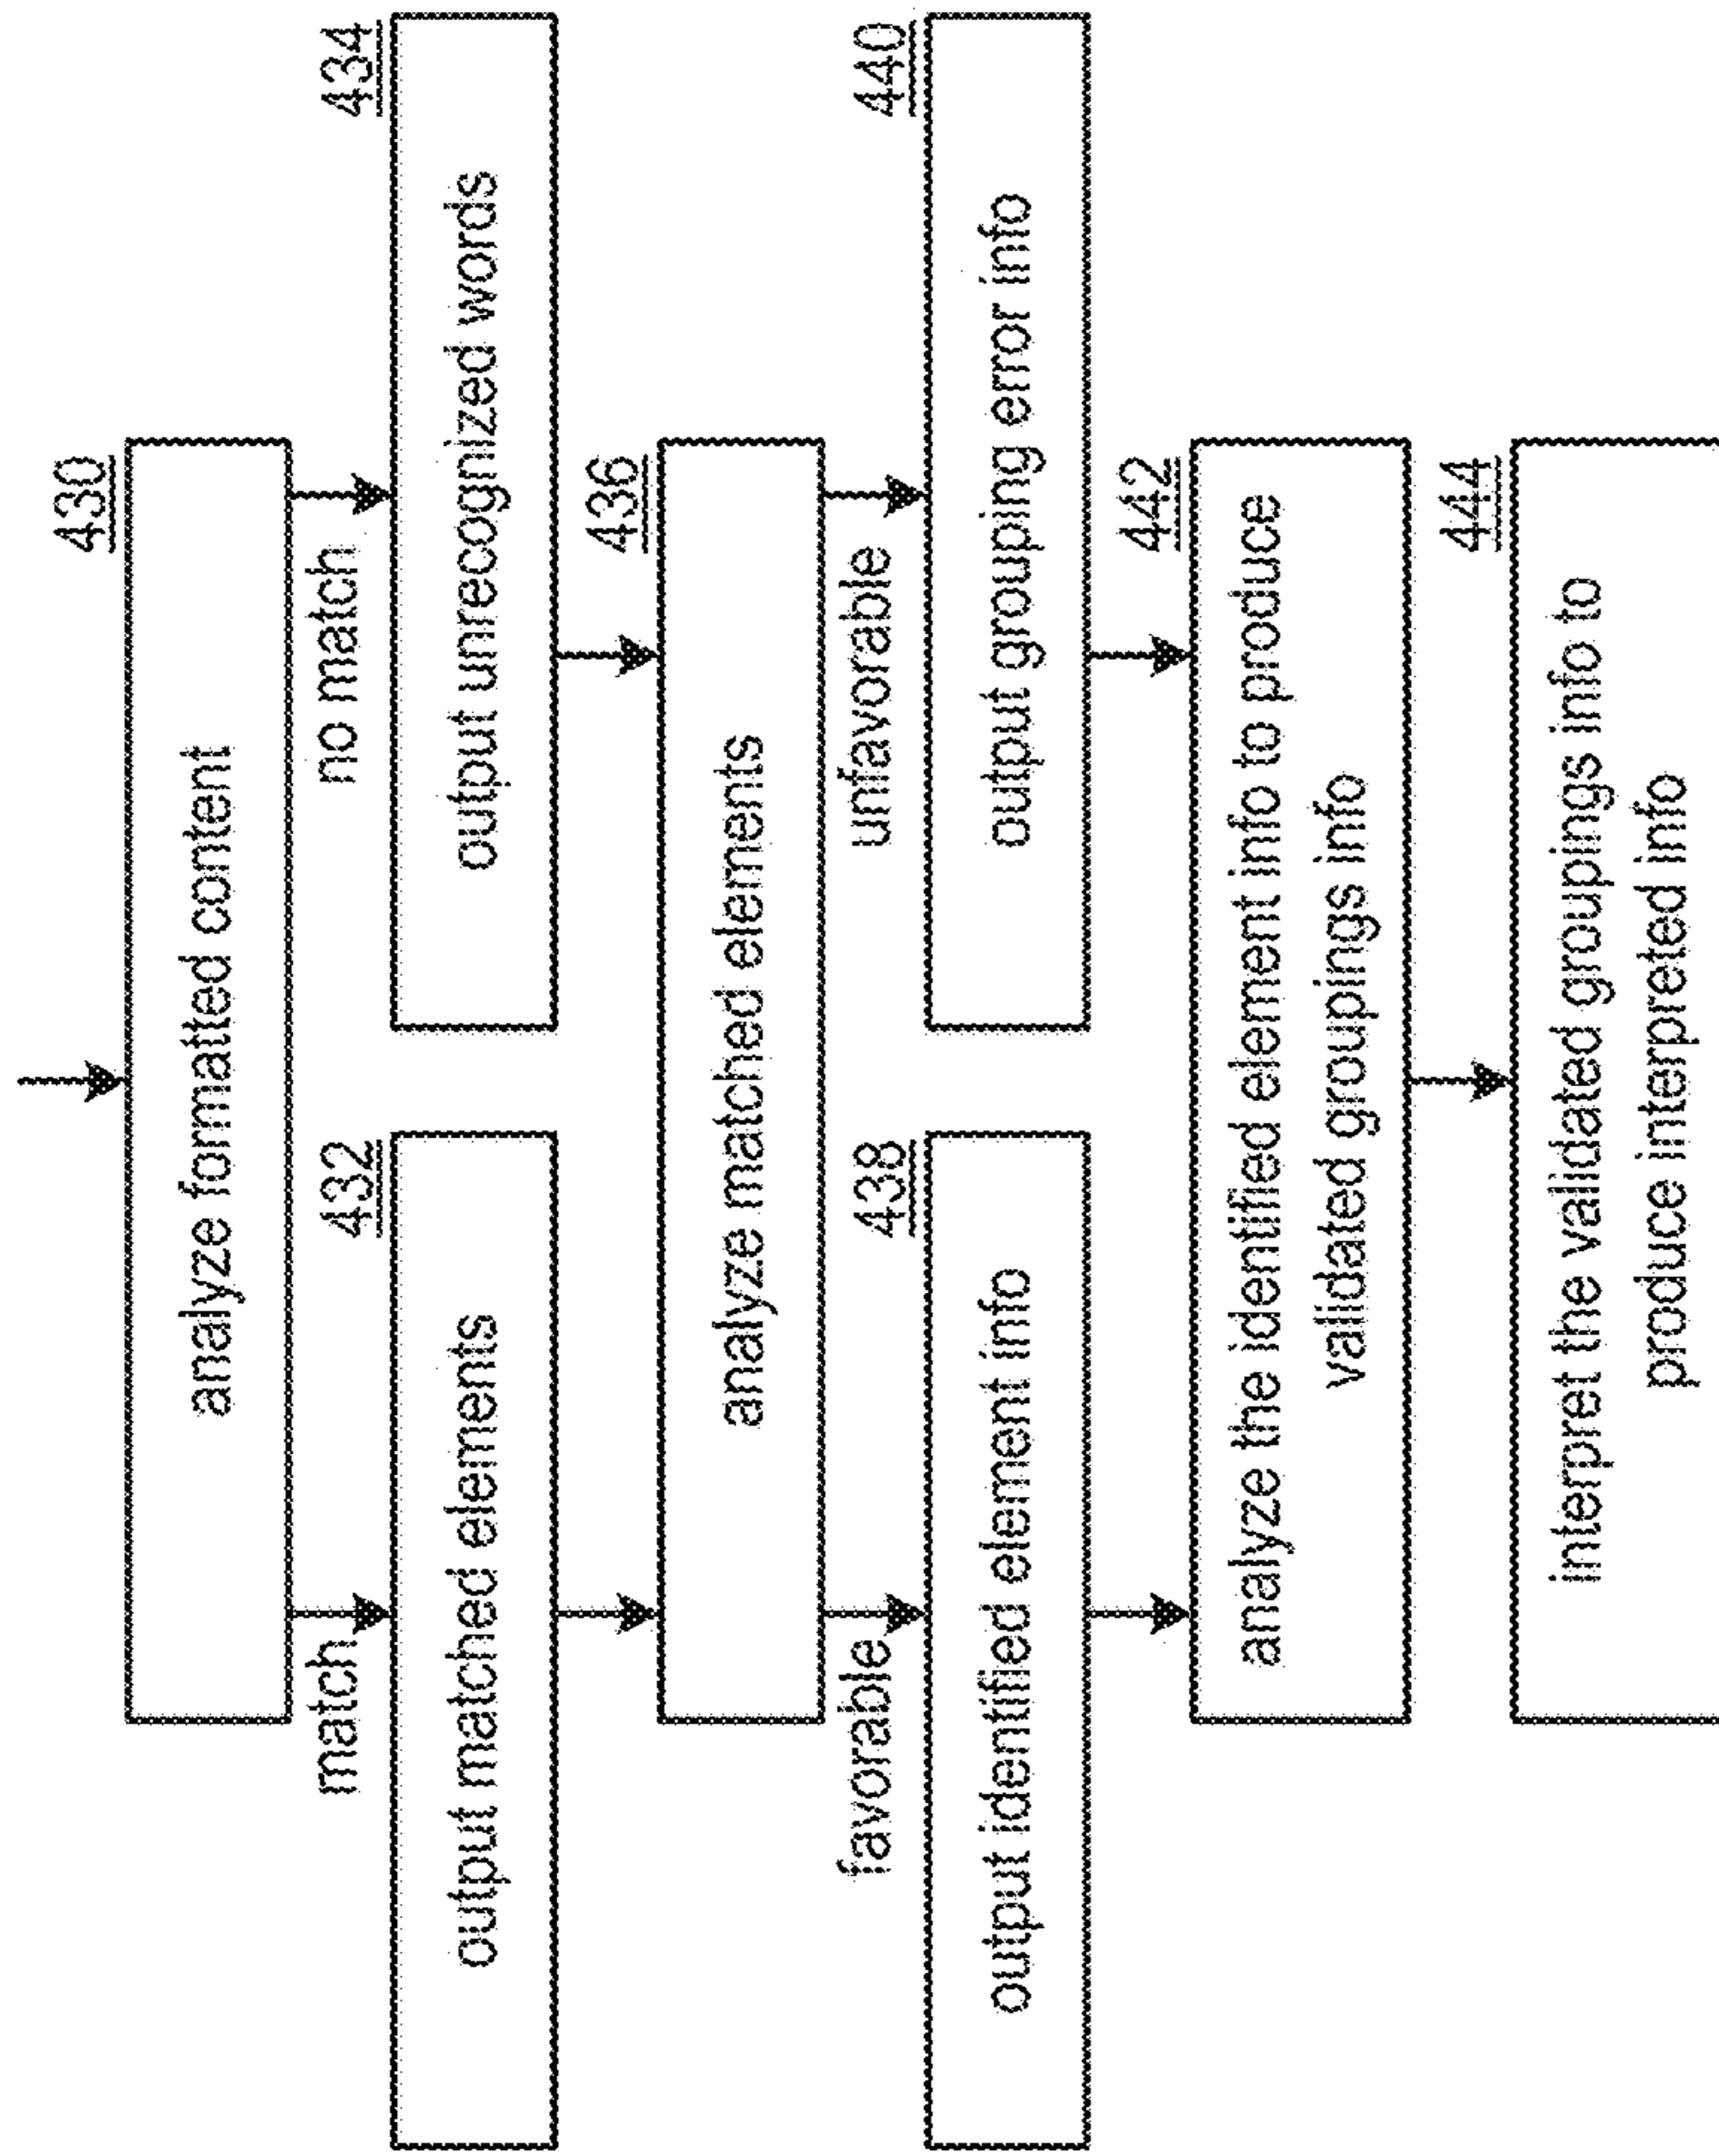 430
analyze formatted content
match
no match
432
434
output matched elements
output unrecognized words
436
analyze matched elements
favorable
unfavorable
438
440
output identified element info
output grouping error info
442
analyze the identified element info to produce
validated groupings info
444
interpret the validated groupings info to
produce interpreted info